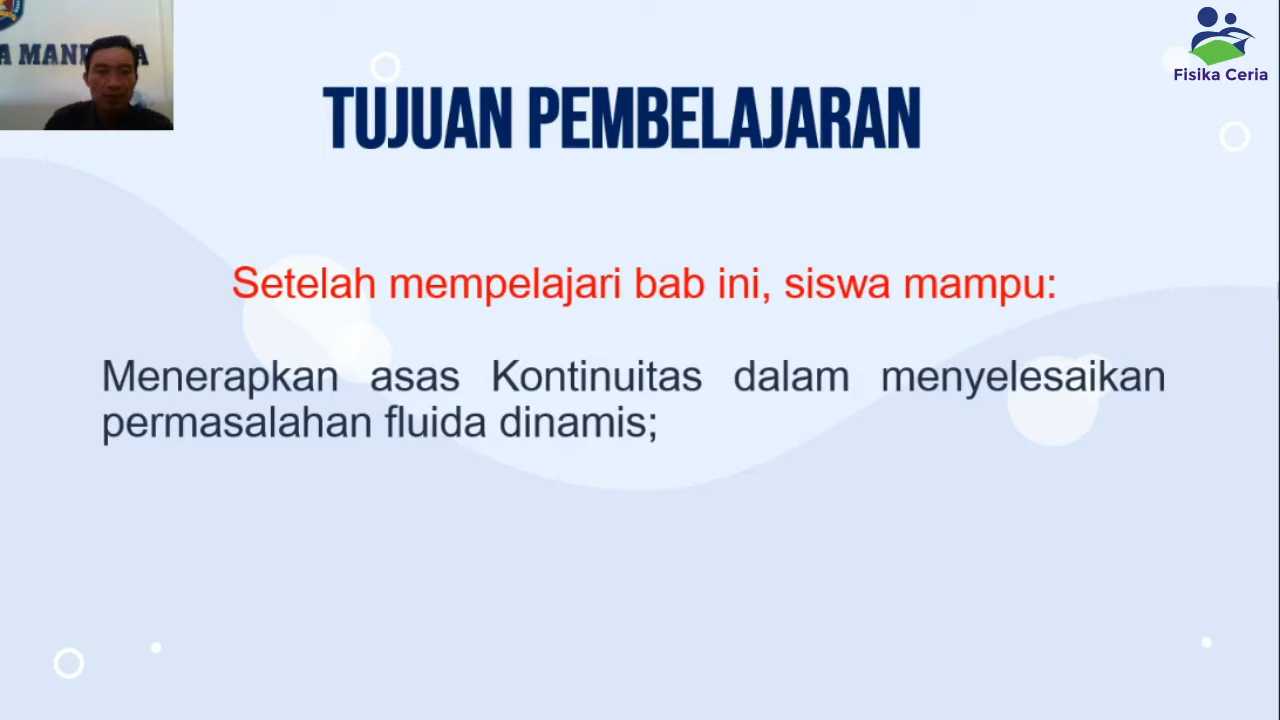 Fisika Ceria
TUJUAN PEMBELAJARAN
Setelah mempelajari bab ini, siswa mampu:
Menerapkan asas Kontinuitas dalam menyelesaikan
permasalahan fluida dinamis;